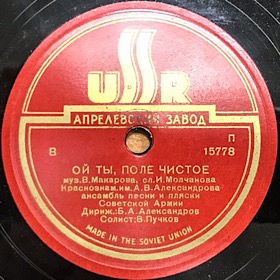 USSR
АПРЕЛЕВСКИЙ ЗАВОД
П
В 15778
ОЙ ТЫ, ПОЛЕ ЧИСТОЕ
муз. В. Макарова, сл. И. Молчанова
Краснознам. им. А. В. Александрова
ансамбль песни и пляски
Советской Армии
Дириж.: Б. А. Александров
Солист: В. Пучков
MADE IN THE SOVIET UNION